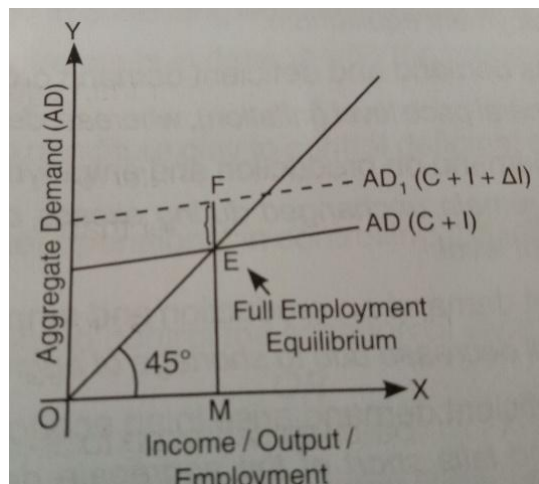 Y
Aggregate Demand (AD)
F
AD₁ (C + I + ΔI)
AD (C + I)
E
Full Employment
Equilibrium
45°
O
M
X
Income / Output /
Employment